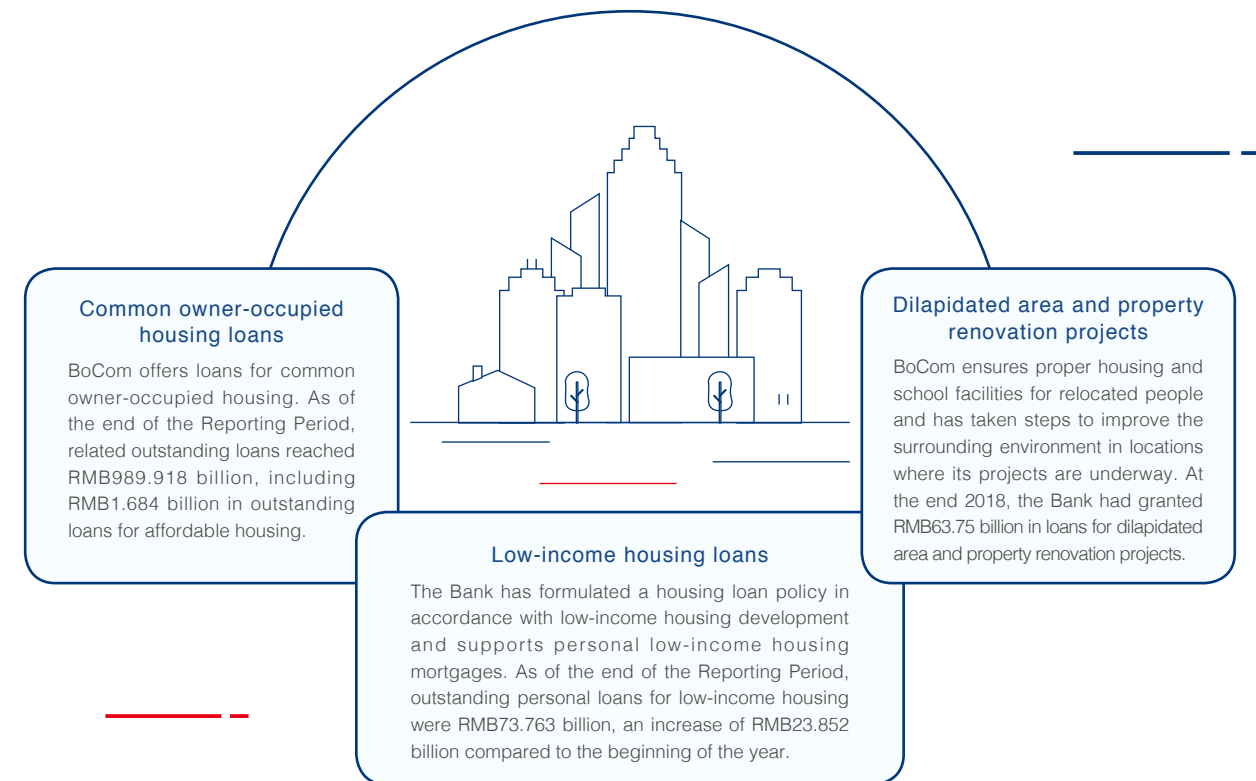 Common owner-occupied
housing loans
BoCom offers loans for common
owner-occupied housing. As of
the end of the Reporting Period,
related outstanding loans reached
RMB989.918 billion, including
RMB1.684 billion in outstanding
loans for affordable housing.
Low-income housing loans
The Bank has formulated a housing loan policy in
accordance with low-income housing development
and supports personal low-income housing
mortgages. As of the end of the Reporting Period,
outstanding personal loans for low-income housing
were RMB73.763 billion, an increase of RMB23.852
billion compared to the beginning of the year.
Dilapidated area and property
renovation projects
BoCom ensures proper housing and
school facilities for relocated people
and has taken steps to improve the
surrounding environment in locations
where its projects are underway. At
the end 2018, the Bank had granted
RMB63.75 billion in loans for dilapidated
area and property renovation projects.